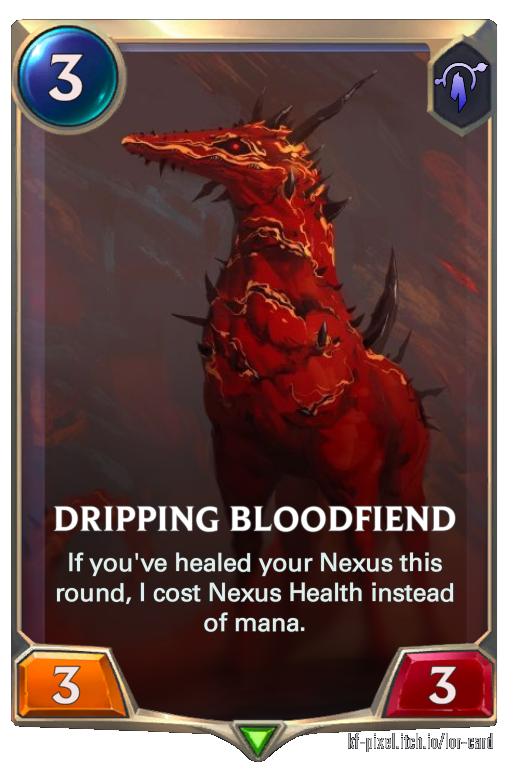 3
DRIPPING BLOODFIEND
If you've healed your Nexus this
round, I cost Nexus Health instead
of mana.
3
3
kf-pixel.itch.io/lor-card